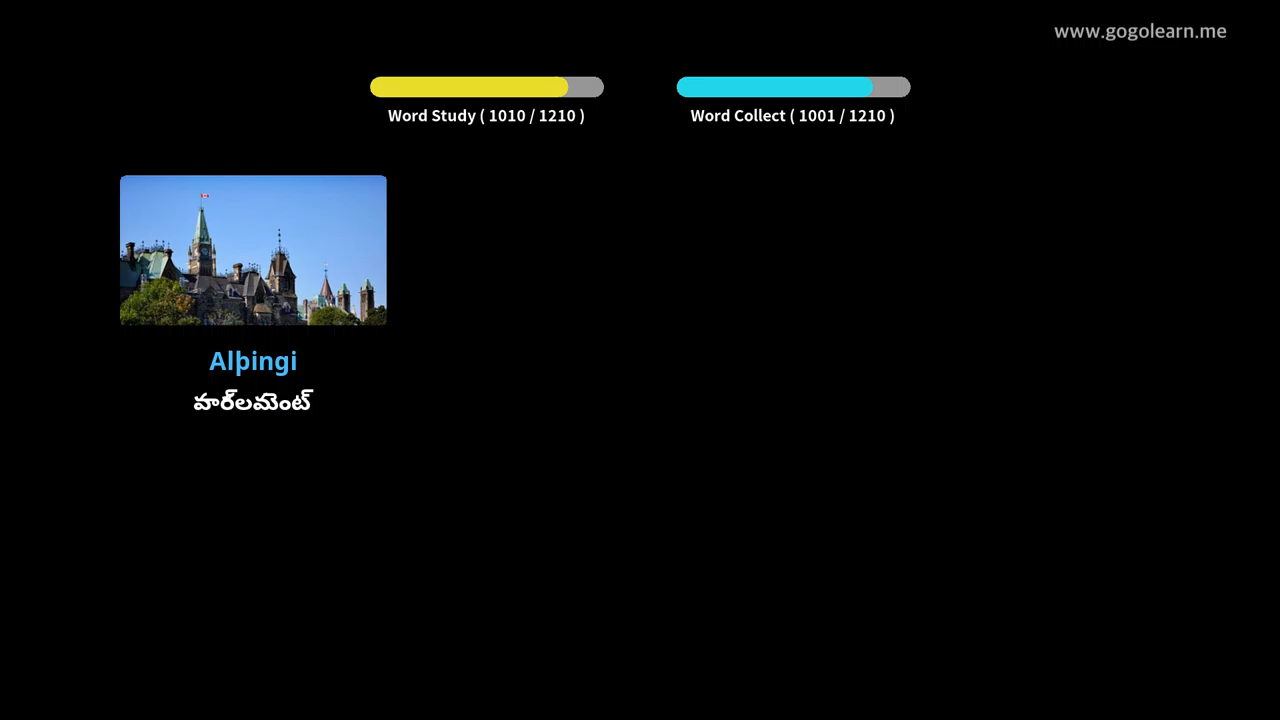 www.gogolearn.me
Word Study ( 1010 / 1210 )
Word Collect ( 1001 / 1210 )
Alþingi
పార్‌లమెంట్